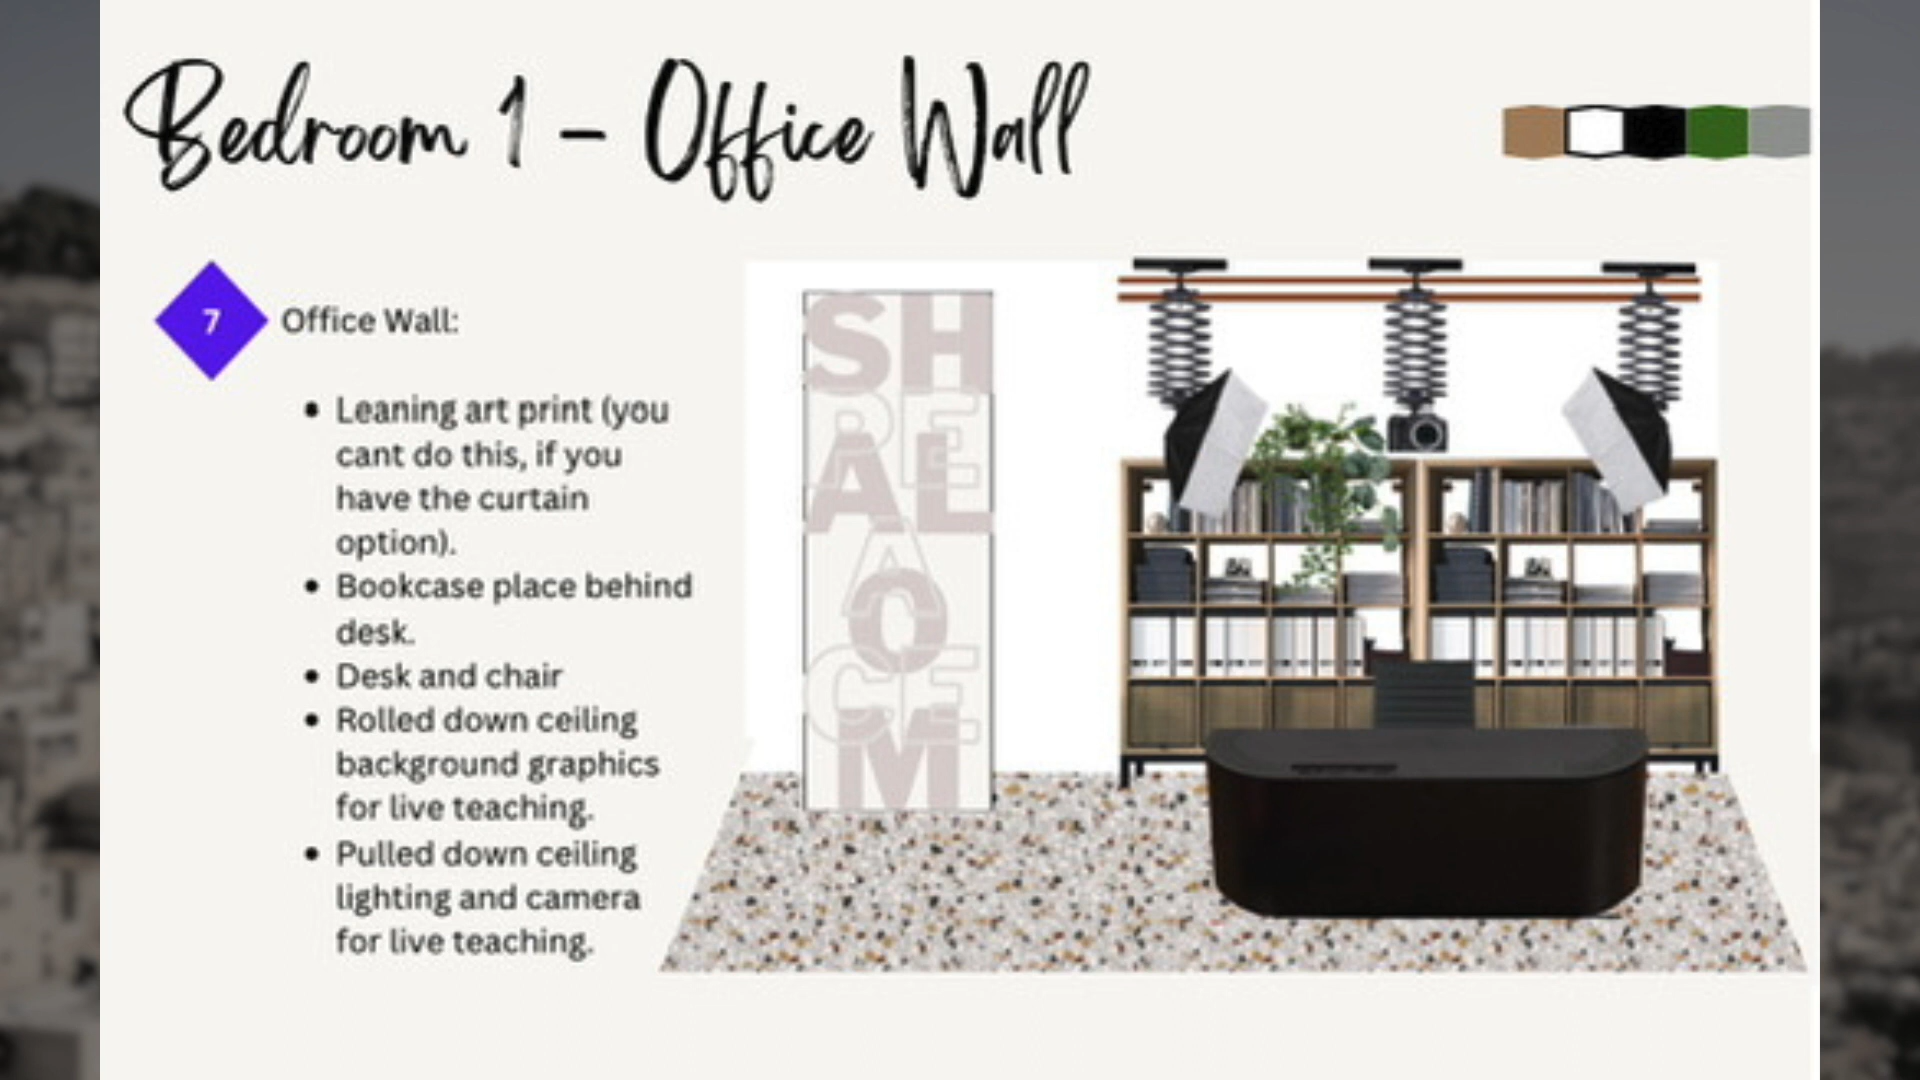 Bedroom 1 - Office Wall
7
Office Wall:
• Leaning art print (you
cant do this, if you
have the curtain
option).
• Bookcase place behind
desk.
• Desk and chair
• Rolled down ceiling
background graphics
for live teaching.
• Pulled down ceiling
lighting and camera
for live teaching.
SH
PE
AL
A
O
CE
M